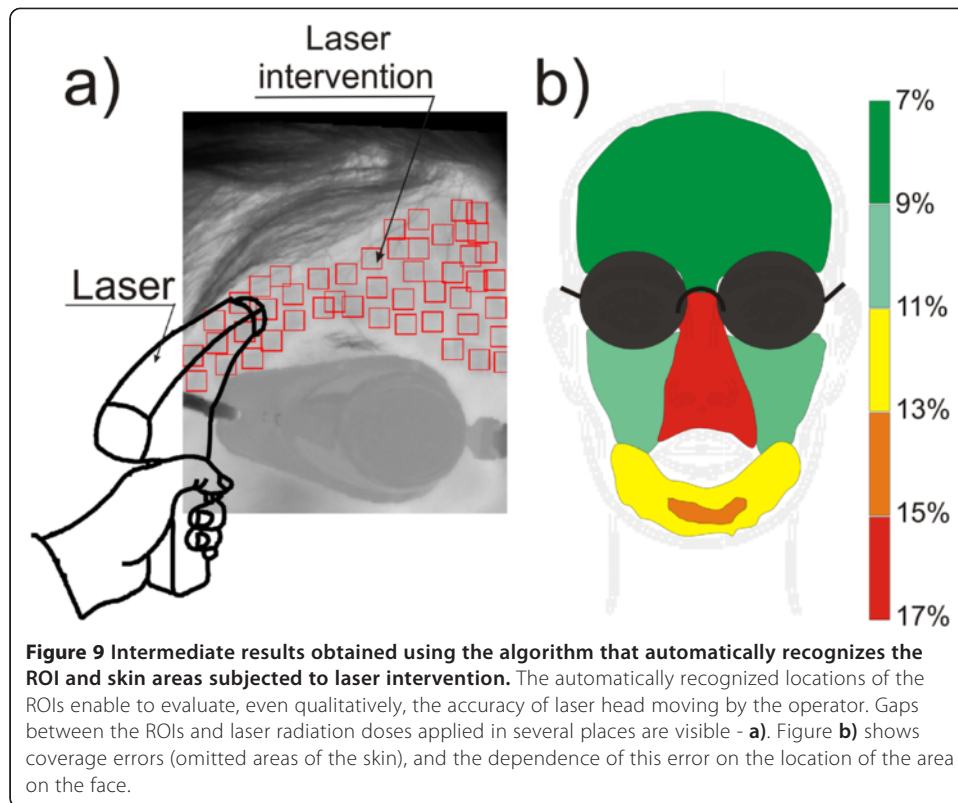 a)
Laser
intervention
Laser
b)
7%
9%
11%
13%
15%
17%
Figure 9 Intermediate results obtained using the algorithm that automatically recognizes the
ROI and skin areas subjected to laser intervention. The automatically recognized locations of the
ROIs enable to evaluate, even qualitatively, the accuracy of laser head moving by the operator. Gaps
between the ROIs and laser radiation doses applied in several places are visible - a). Figure b) shows
coverage errors (omitted areas of the skin), and the dependence of this error on the location of the area
on the face.